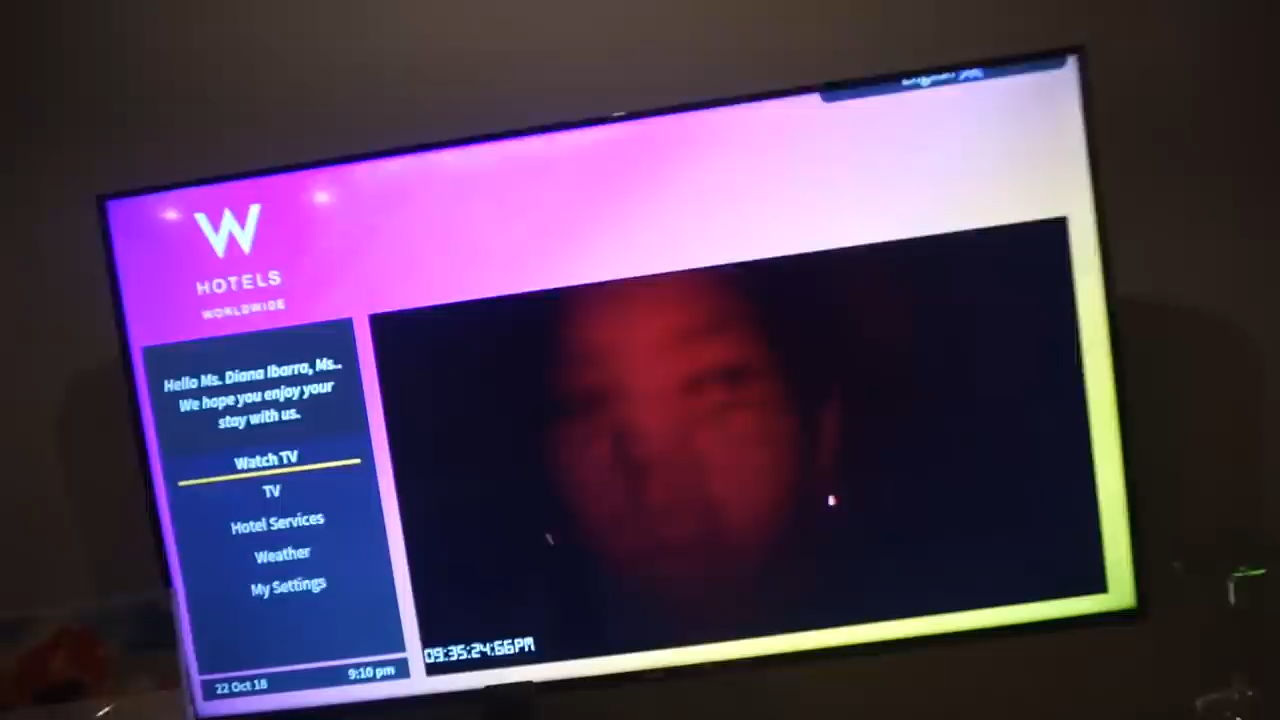 W
HOTELS
WORLDWIDE
Hello Ms. Diana Ibarra, Ms..
We hope you enjoy your
stay with us.
Watch TV
TV
Hotel Services
Weather
My Settings
22 Oct 18
9:10 pm
09:35:24:66PM